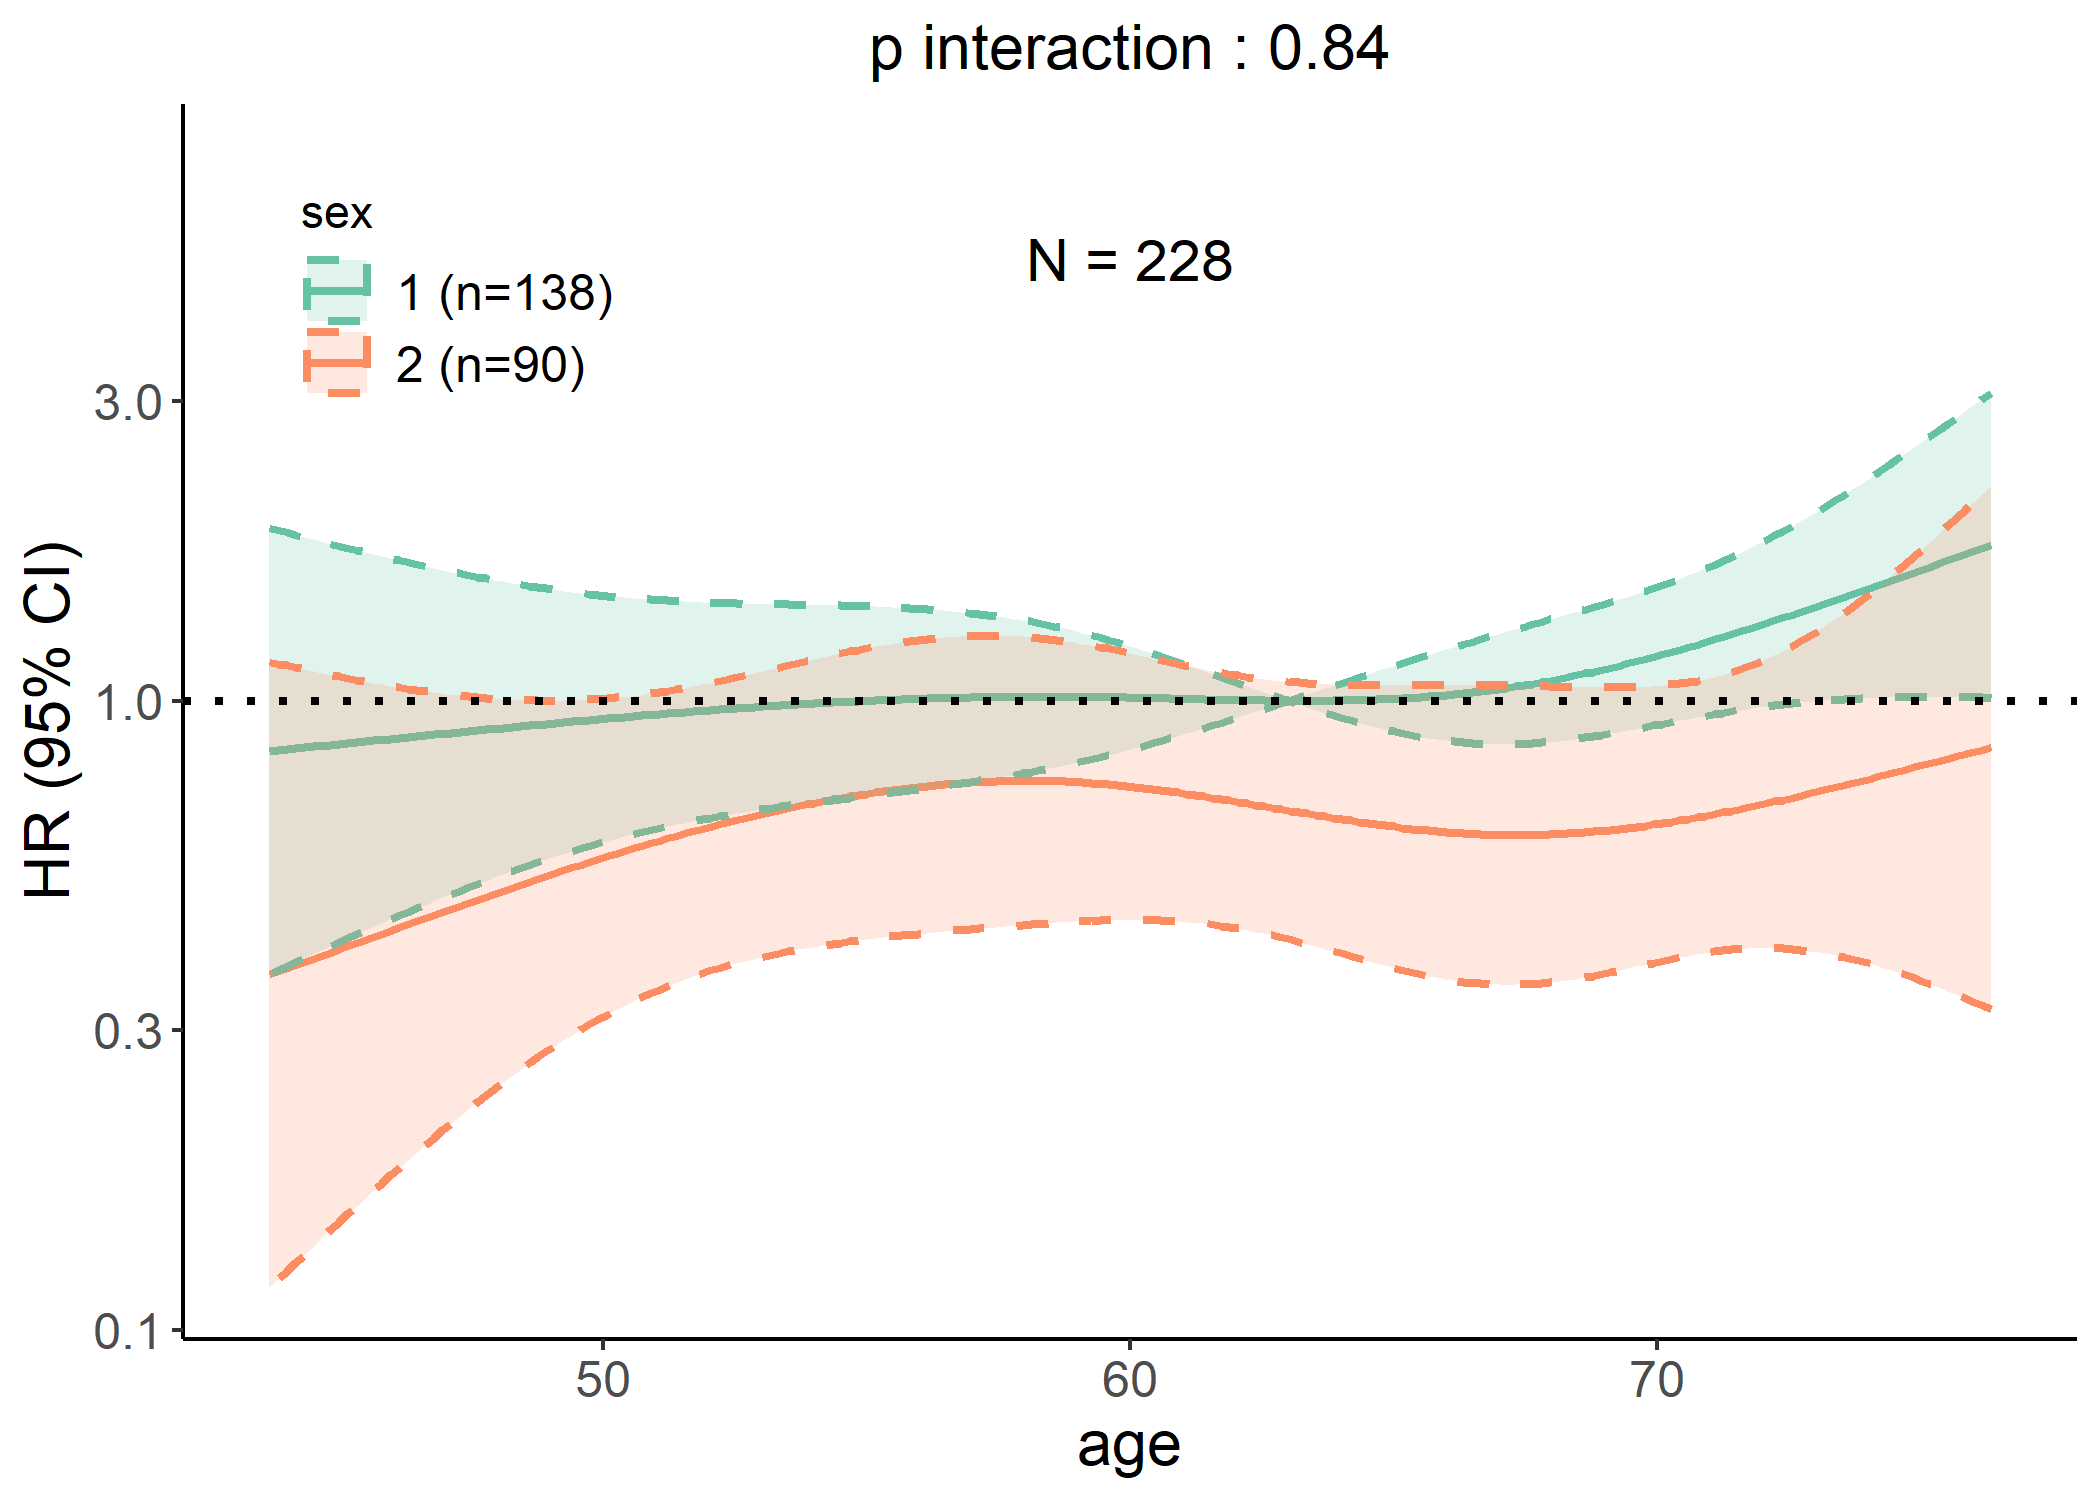 p interaction : 0.84
sex
1 (n=138)
2 (n=90)
N = 228
HR (95% CI)
3.0
1.0
0.3
0.1
50
60
70
age